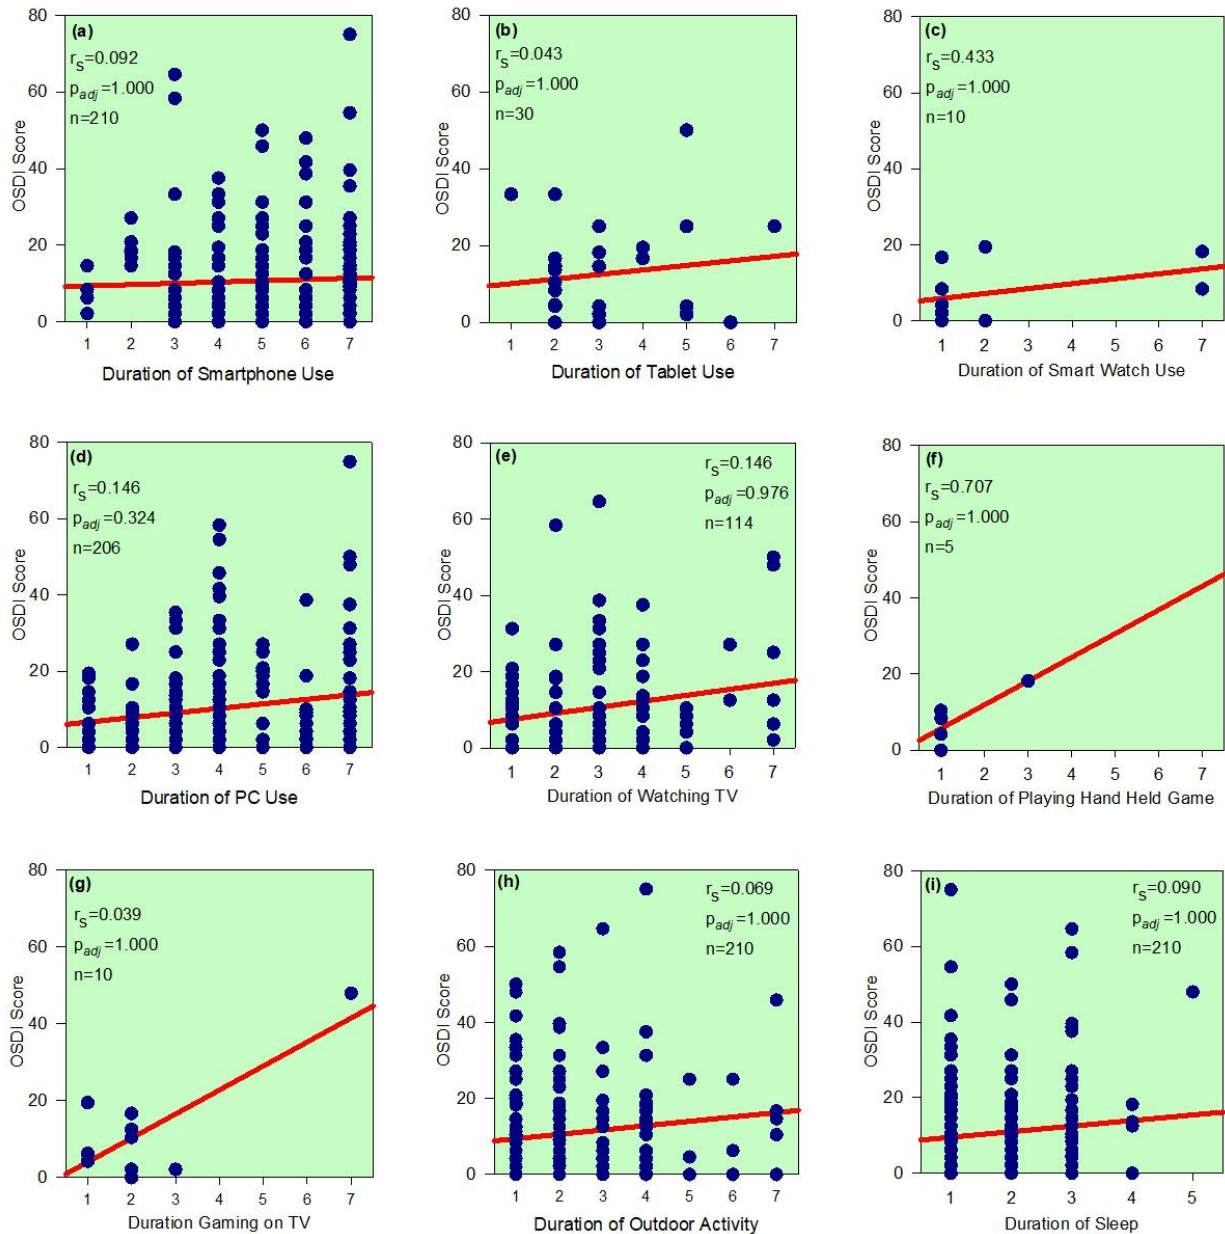 (a)
rs=0.092
padj=1.000
n=210
80
60
40
20
0
OSDI Score
1 2 3 4 5 6 7
Duration of Smartphone Use
(b)
rs=0.043
padj=1.000
n=30
80
60
40
20
0
OSDI Score
1 2 3 4 5 6 7
Duration of Tablet Use
(c)
rs=0.433
padj=1.000
n=10
80
60
40
20
0
OSDI Score
1 2 3 4 5 6 7
Duration of Smart Watch Use
(d)
rs=0.146
padj=0.324
n=206
80
60
40
20
0
OSDI Score
1 2 3 4 5 6 7
Duration of PC Use
(e)
rs=0.146
padj=0.976
n=114
80
60
40
20
0
OSDI Score
1 2 3 4 5 6 7
Duration of Watching TV
(f)
rs=0.707
padj=1.000
n=5
80
60
40
20
0
OSDI Score
1 2 3 4 5 6 7
Duration of Playing Hand Held Game
(g)
rs=0.039
padj=1.000
n=10
80
60
40
20
0
OSDI Score
1 2 3 4 5 6 7
Duration Gaming on TV
(h)
rs=0.069
padj=1.000
n=210
80
60
40
20
0
OSDI Score
1 2 3 4 5 6 7
Duration of Outdoor Activity
(i)
rs=0.090
padj=1.000
n=210
80
60
40
20
0
OSDI Score
1 2 3 4 5
Duration of Sleep